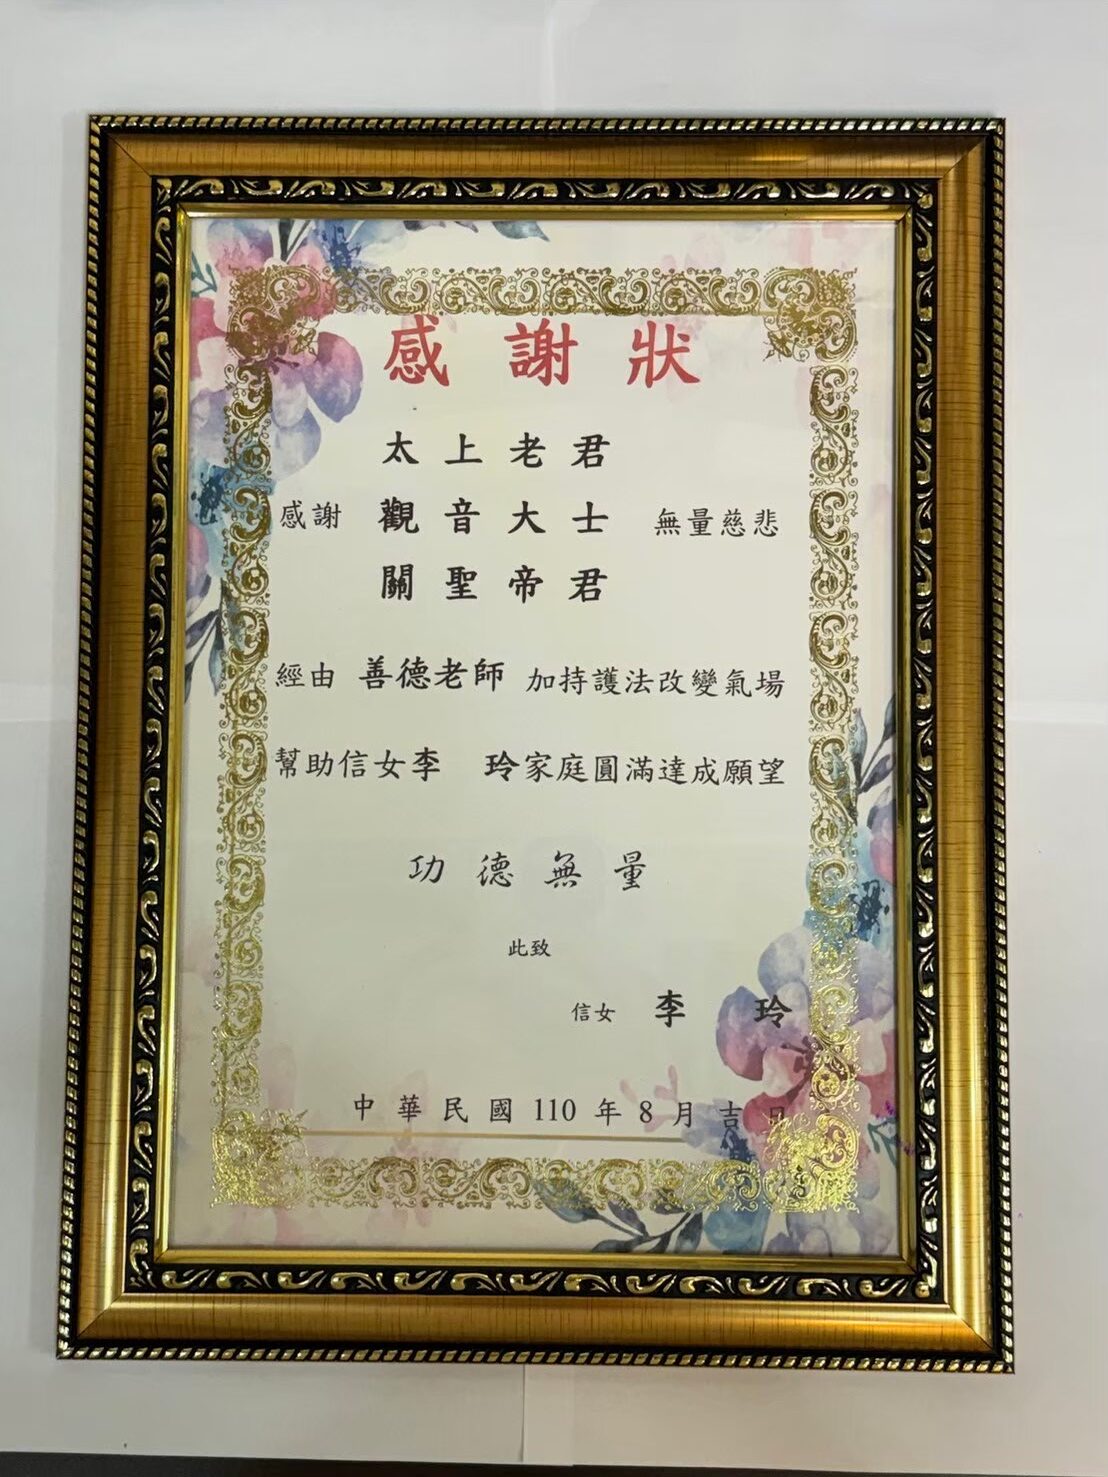 感謝狀
太上老君
感謝 觀音大士 無量慈悲
關聖帝君
經由 善德老師 加持護法改變氣場
幫助信女李 玲家庭圓滿達成願望
功德無量
此致
信女 李 玲
中華民國110年8月吉日